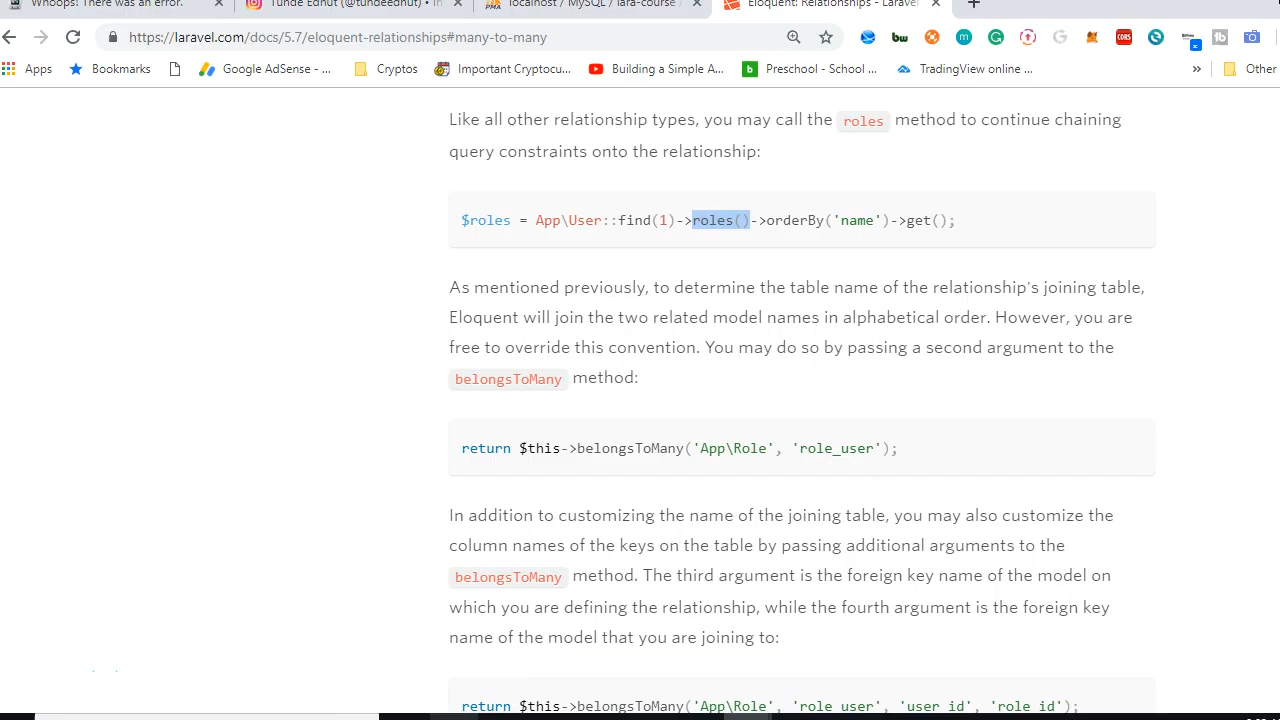 Whoops! There was an error.
Tunde Ednut (@tundeednut) • In
localhost / MySQL / lara-course /
Eloquent: Relationships - Laravel
https://laravel.com/docs/5.7/eloquent-relationships#many-to-many
Apps
Bookmarks
Google AdSense - ...
Cryptos
Important Cryptocu...
Building a Simple A...
Preschool - School ...
TradingView online ...
»
Other
Like all other relationship types, you may call the roles method to continue chaining
query constraints onto the relationship:
$roles = App\User::find(1)->roles()->orderBy('name')->get();
As mentioned previously, to determine the table name of the relationship's joining table,
Eloquent will join the two related model names in alphabetical order. However, you are
free to override this convention. You may do so by passing a second argument to the
belongsToMany method:
return $this->belongsToMany('App\Role', 'role_user');
In addition to customizing the name of the joining table, you may also customize the
column names of the keys on the table by passing additional arguments to the
belongsToMany method. The third argument is the foreign key name of the model on
which you are defining the relationship, while the fourth argument is the foreign key
name of the model that you are joining to:
return $this->belongsToMany('App\Role', 'role_user', 'user_id', 'role_id');